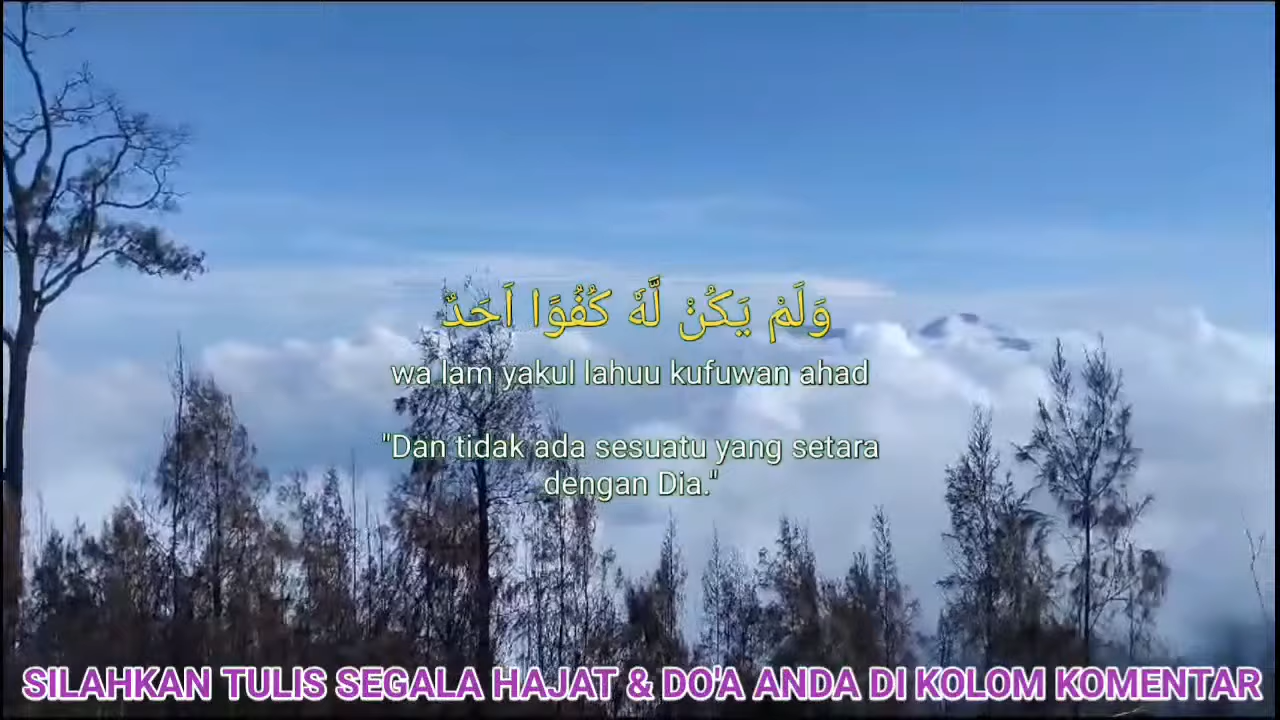 وَلَمْ يَكُنْ لَّهٗ كُفُوًا اَحَدٌ
wa lam yakul lahuu kufuwan ahad
"Dan tidak ada sesuatu yang setara
dengan Dia."
SILAHKAN TULIS SEGALA HAJAT & DO'A ANDA DI KOLOM KOMENTAR